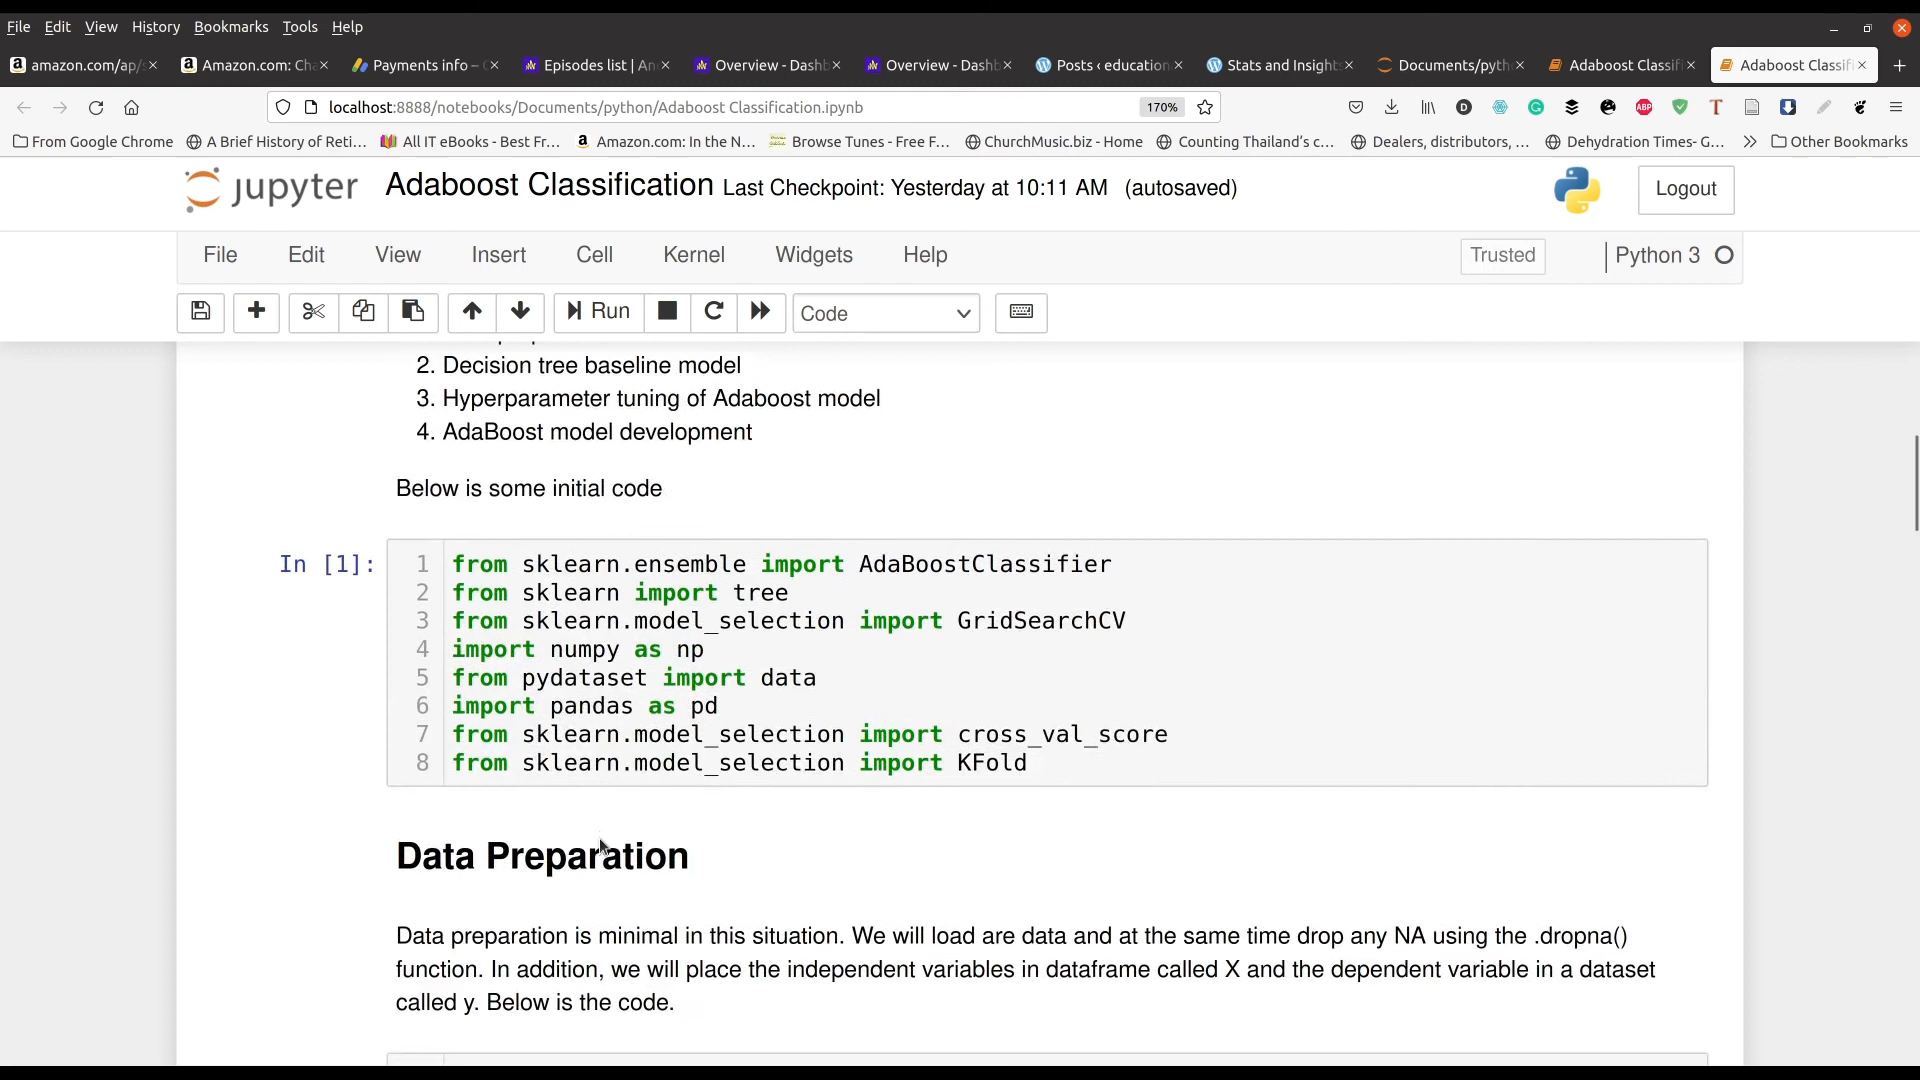 File Edit View History Bookmarks Tools Help
amazon.com/ap/s Amazon.com: Cha Payments info – G Episodes list | An Overview - Dashb Overview - Dashb Posts ‹ education Stats and Insights Documents/pyth Adaboost Classifi Adaboost Classifi
localhost:8888/notebooks/Documents/python/Adaboost Classification.ipynb 170%
From Google Chrome A Brief History of Reti... All IT eBooks - Best Fr... Amazon.com: In the N... Browse Tunes - Free F... ChurchMusic.biz - Home Counting Thailand's c... Dealers, distributors, ... Dehydration Times- G... Other Bookmarks
jupyter Adaboost Classification Last Checkpoint: Yesterday at 10:11 AM (autosaved) Logout
File Edit View Insert Cell Kernel Widgets Help Trusted Python 3
Run Code
2. Decision tree baseline model
3. Hyperparameter tuning of Adaboost model
4. AdaBoost model development
Below is some initial code
In [1]:
1 from sklearn.ensemble import AdaBoostClassifier
2 from sklearn import tree
3 from sklearn.model_selection import GridSearchCV
4 import numpy as np
5 from pydataset import data
6 import pandas as pd
7 from sklearn.model_selection import cross_val_score
8 from sklearn.model_selection import KFold
Data Preparation
Data preparation is minimal in this situation. We will load are data and at the same time drop any NA using the .dropna()
function. In addition, we will place the independent variables in dataframe called X and the dependent variable in a dataset
called y. Below is the code.